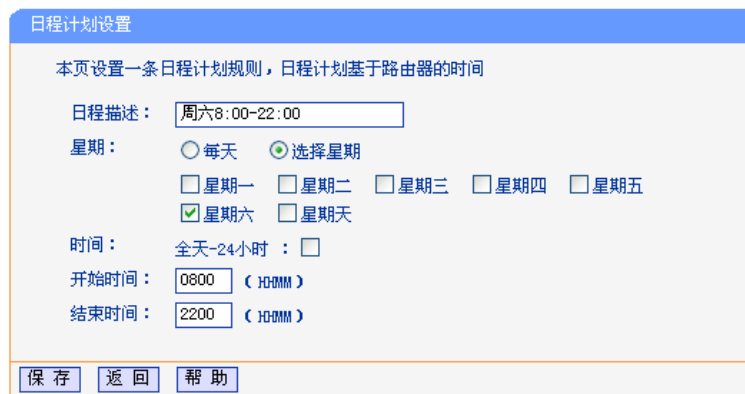 日程计划设置
本页设置一条日程计划规则，日程计划基于路由器的时间
日程描述： 周六8:00-22:00
星期： 每天 选择星期
星期一 星期二 星期三 星期四 星期五
星期六 星期天
时间： 全天-24小时 ：
开始时间： 0800 (HHMM)
结束时间： 2200 (HHMM)
保 存 返 回 帮 助